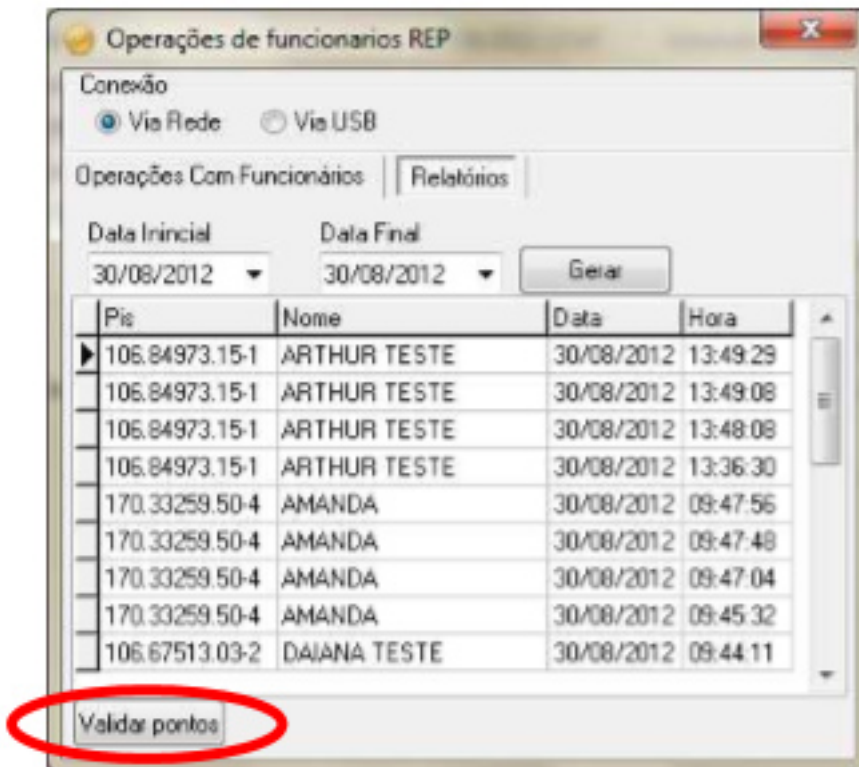 Operações de funcionarios REP
Conexão
Via Rede Via USB
Operações Com Funcionários Relatórios
Data Inincial Data Final
30/08/2012 30/08/2012 Gerar
Pis Nome Data Hora
106.84973.15-1 ARTHUR TESTE 30/08/2012 13:49:29
106.84973.15-1 ARTHUR TESTE 30/08/2012 13:49:08
106.84973.15-1 ARTHUR TESTE 30/08/2012 13:48:08
106.84973.15-1 ARTHUR TESTE 30/08/2012 13:36:30
170.33259.50-4 AMANDA 30/08/2012 09:47:56
170.33259.50-4 AMANDA 30/08/2012 09:47:48
170.33259.50-4 AMANDA 30/08/2012 09:47:04
170.33259.50-4 AMANDA 30/08/2012 09:45:32
106.67513.03-2 DAIANA TESTE 30/08/2012 09:44:11
Validar pontos